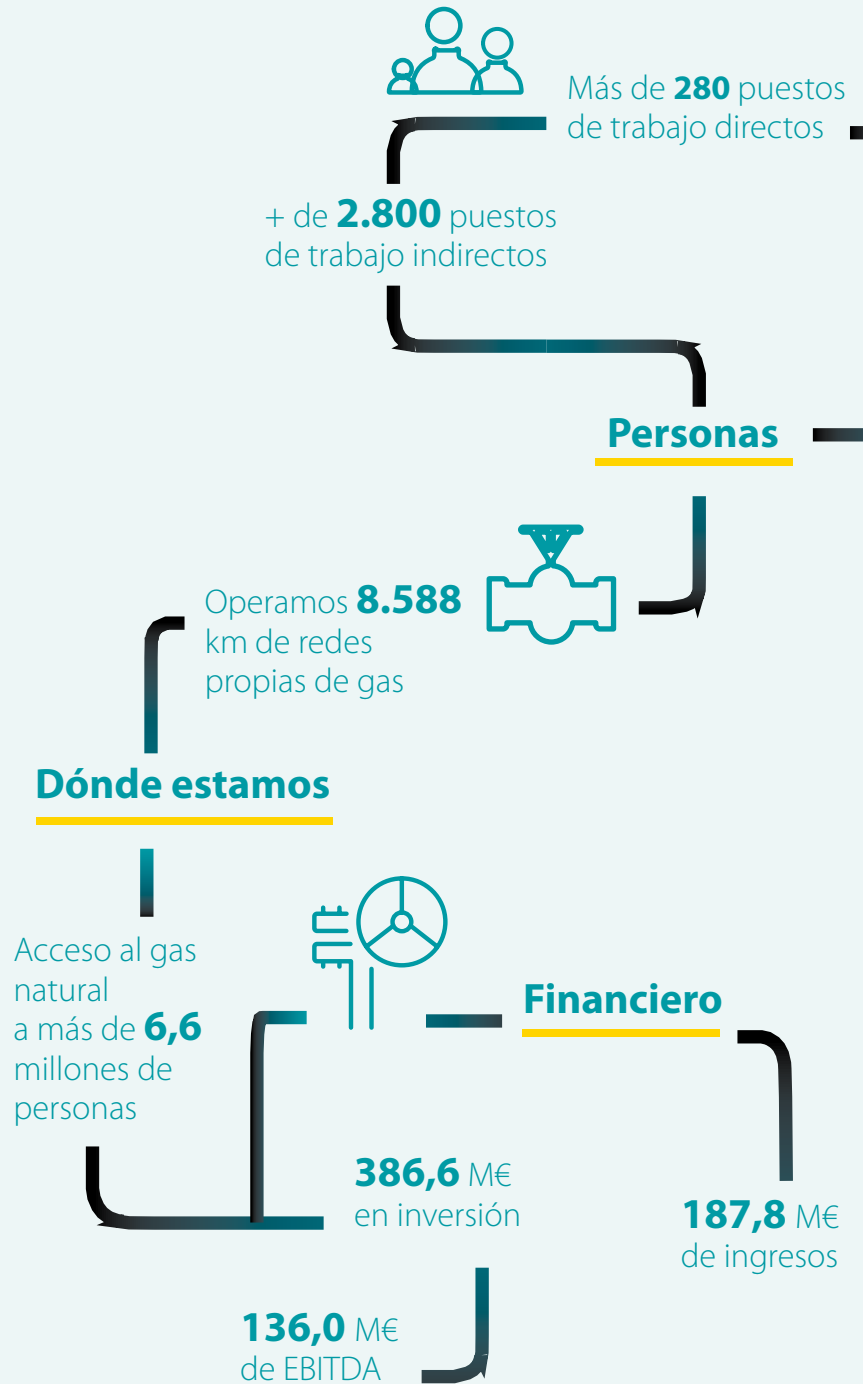 Más de 280 puestos
de trabajo directos
+ de 2.800 puestos
de trabajo indirectos
Personas
Operamos 8.588
km de redes
propias de gas
Dónde estamos
Acceso al gas
natural
a más de 6,6
millones de
personas
Financiero
386,6 M€
en inversión
187,8 M€
de ingresos
136,0 M€
de EBITDA